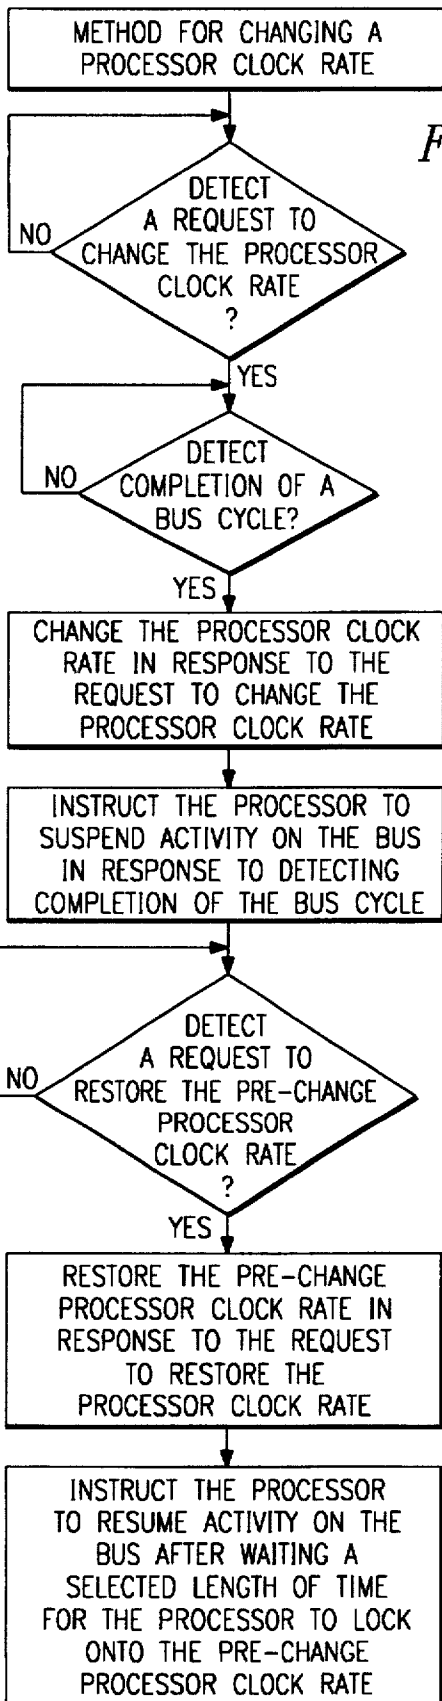 METHOD FOR CHANGING A
PROCESSOR CLOCK RATE
F
DETECT
A REQUEST TO
CHANGE THE PROCESSOR
CLOCK RATE
?
NO
YES
DETECT
COMPLETION OF A
BUS CYCLE?
NO
YES
CHANGE THE PROCESSOR CLOCK
RATE IN RESPONSE TO THE
REQUEST TO CHANGE THE
PROCESSOR CLOCK RATE
INSTRUCT THE PROCESSOR TO
SUSPEND ACTIVITY ON THE BUS
IN RESPONSE TO DETECTING
COMPLETION OF THE BUS CYCLE
DETECT
A REQUEST TO
RESTORE THE PRE-CHANGE
PROCESSOR
CLOCK RATE
?
NO
YES
RESTORE THE PRE-CHANGE
PROCESSOR CLOCK RATE IN
RESPONSE TO THE REQUEST
TO RESTORE THE
PROCESSOR CLOCK RATE
INSTRUCT THE PROCESSOR
TO RESUME ACTIVITY ON THE
BUS AFTER WAITING A
SELECTED LENGTH OF TIME
FOR THE PROCESSOR TO LOCK
ONTO THE PRE-CHANGE
PROCESSOR CLOCK RATE